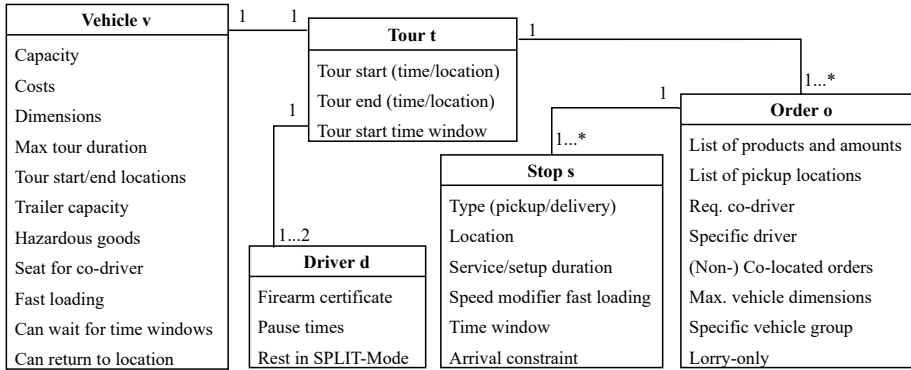 Vehicle v
Capacity
Costs
Dimensions
Max tour duration
Tour start/end locations
Trailer capacity
Hazardous goods
Seat for co-driver
Fast loading
Can wait for time windows
Can return to location
1
1
Tour t
Tour start (time/location)
Tour end (time/location)
Tour start time window
1
1...*
1
1...2
Driver d
Firearm certificate
Pause times
Rest in SPLIT-Mode
1
1...*
Stop s
Type (pickup/delivery)
Location
Service/setup duration
Speed modifier fast loading
Time window
Arrival constraint
Order o
List of products and amounts
List of pickup locations
Req. co-driver
Specific driver
(Non-) Co-located orders
Max. vehicle dimensions
Specific vehicle group
Lorry-only